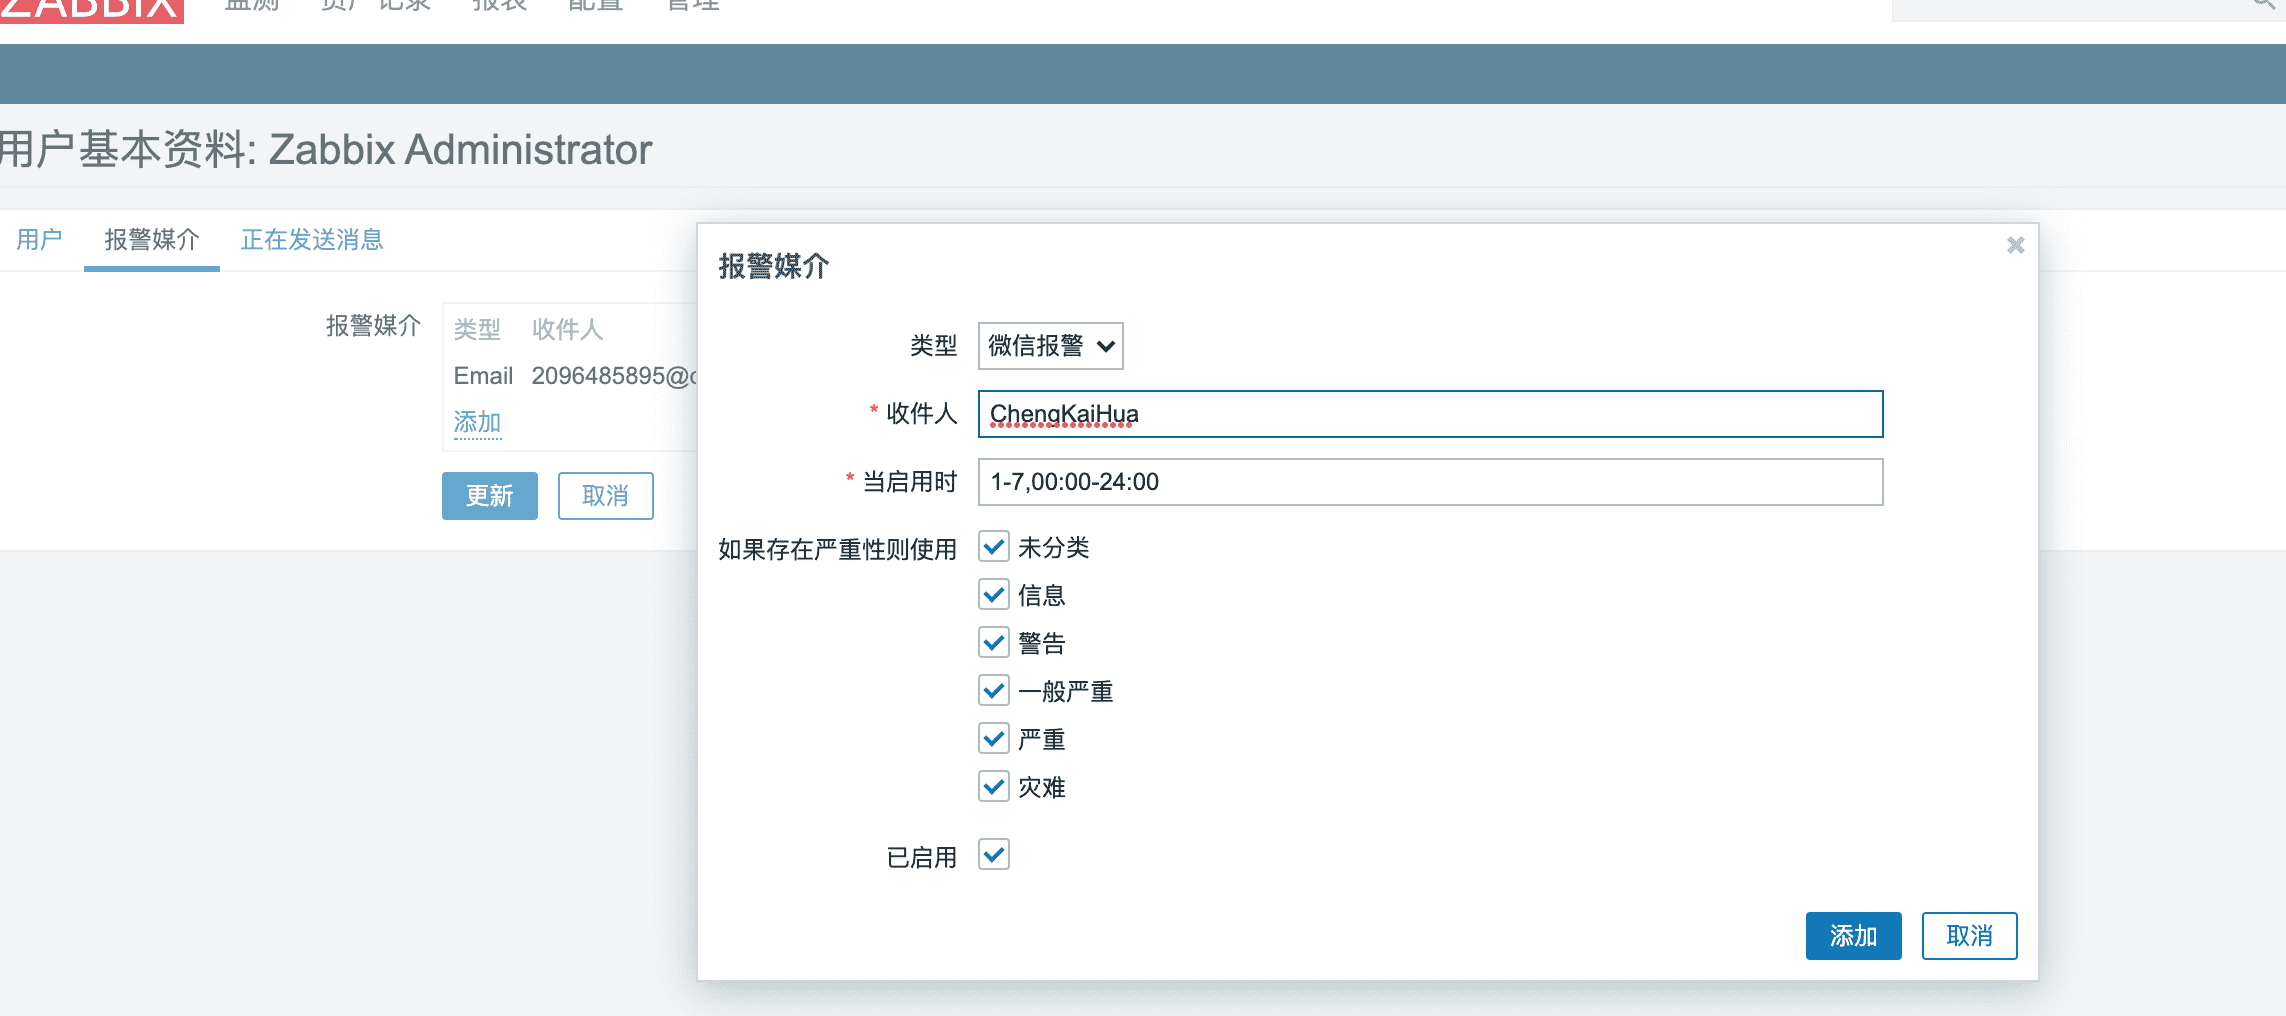 ZABBIX 监测 资产记录 报表 配置 管理
用户基本资料: Zabbix Administrator
用户 报警媒介 正在发送消息
报警媒介
类型 收件人
Email 2096485895@
添加
更新 取消
报警媒介
类型 微信报警
* 收件人 ChengKaiHua
* 当启用时 1-7,00:00-24:00
如果存在严重性则使用 未分类
信息
警告
一般严重
严重
灾难
已启用
添加 取消